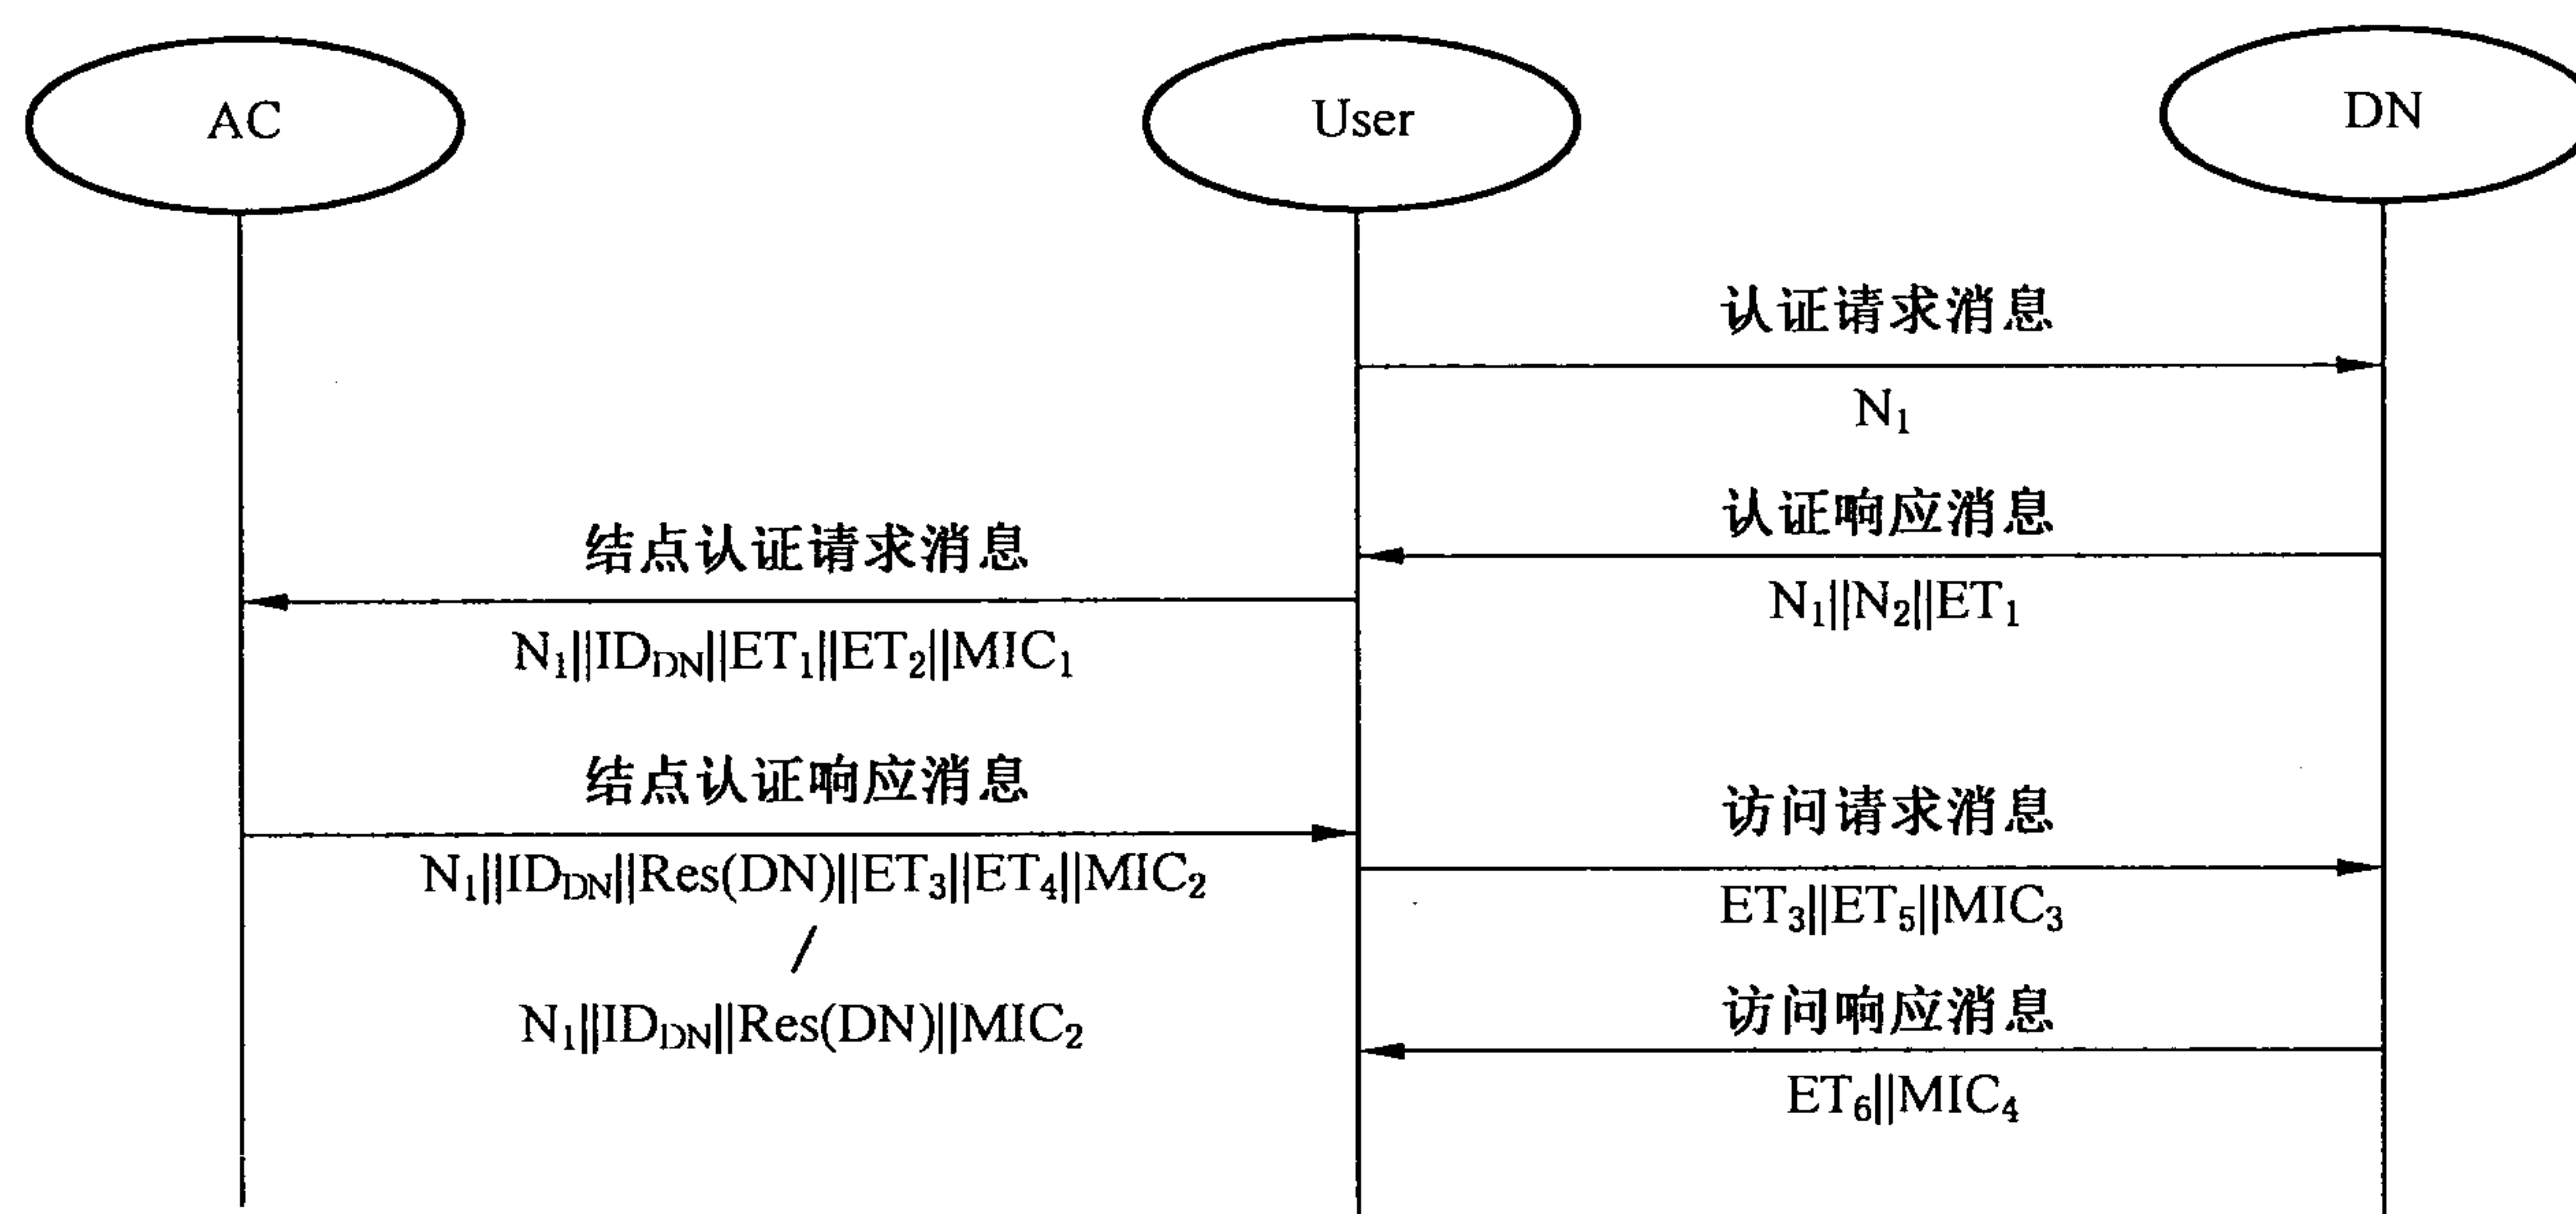 AC
User
DN
认证请求消息
N₁
认证响应消息
N₁||N₂||ET₁
结点认证请求消息
N₁||ID_DN||ET₁||ET₂||MIC₁
结点认证响应消息
N₁||ID_DN||Res(DN)||ET₃||ET₄||MIC₂
/
N₁||ID_DN||Res(DN)||MIC₂
访问请求消息
ET₃||ET₅||MIC₃
访问响应消息
ET₆||MIC₄